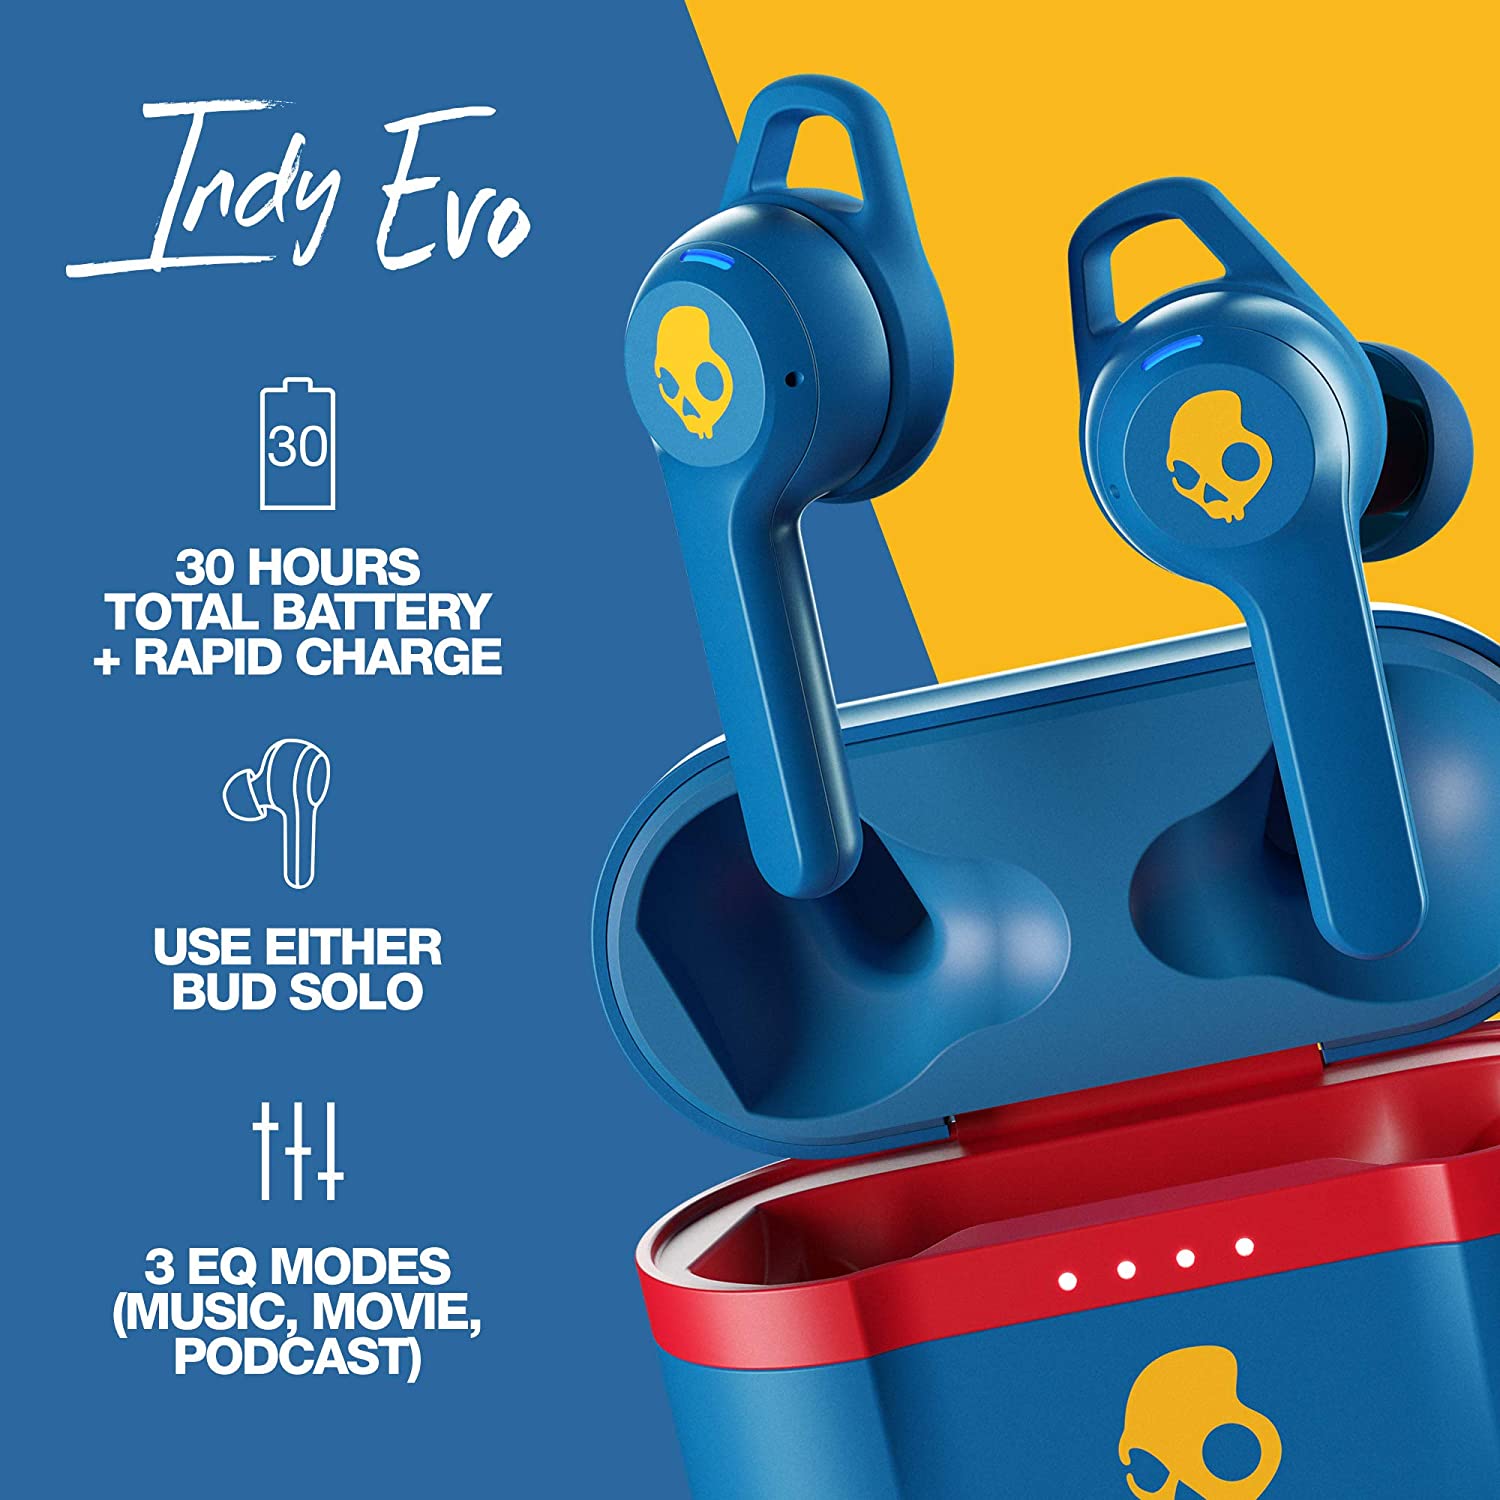 Indy Evo
30
30 HOURS
TOTAL BATTERY
+ RAPID CHARGE
USE EITHER
BUD SOLO
3 EQ MODES
(MUSIC, MOVIE,
PODCAST)